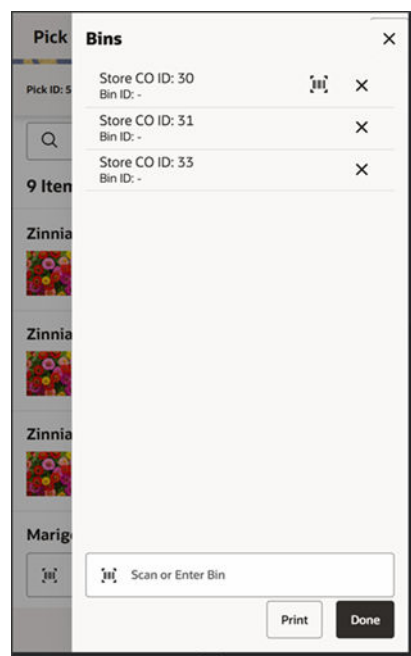 Pick
Bins
Pick ID: 5
Store CO ID: 30
Bin ID: -
Store CO ID: 31
Bin ID: -
Store CO ID: 33
Bin ID: -
9 Item
Zinnia
Zinnia
Zinnia
Marig
Scan or Enter Bin
Print
Done